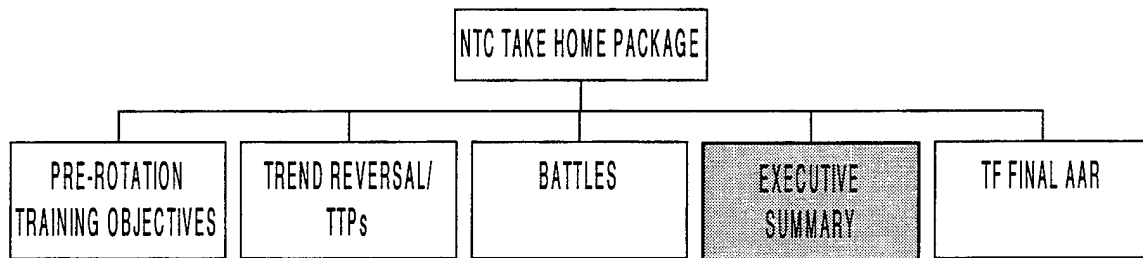 NTC TAKE HOME PACKAGE
PRE-ROTATION
TRAINING OBJECTIVES
TREND REVERSAL/
TTPs
BATTLES
EXECUTIVE
SUMMARY
TF FINAL AAR